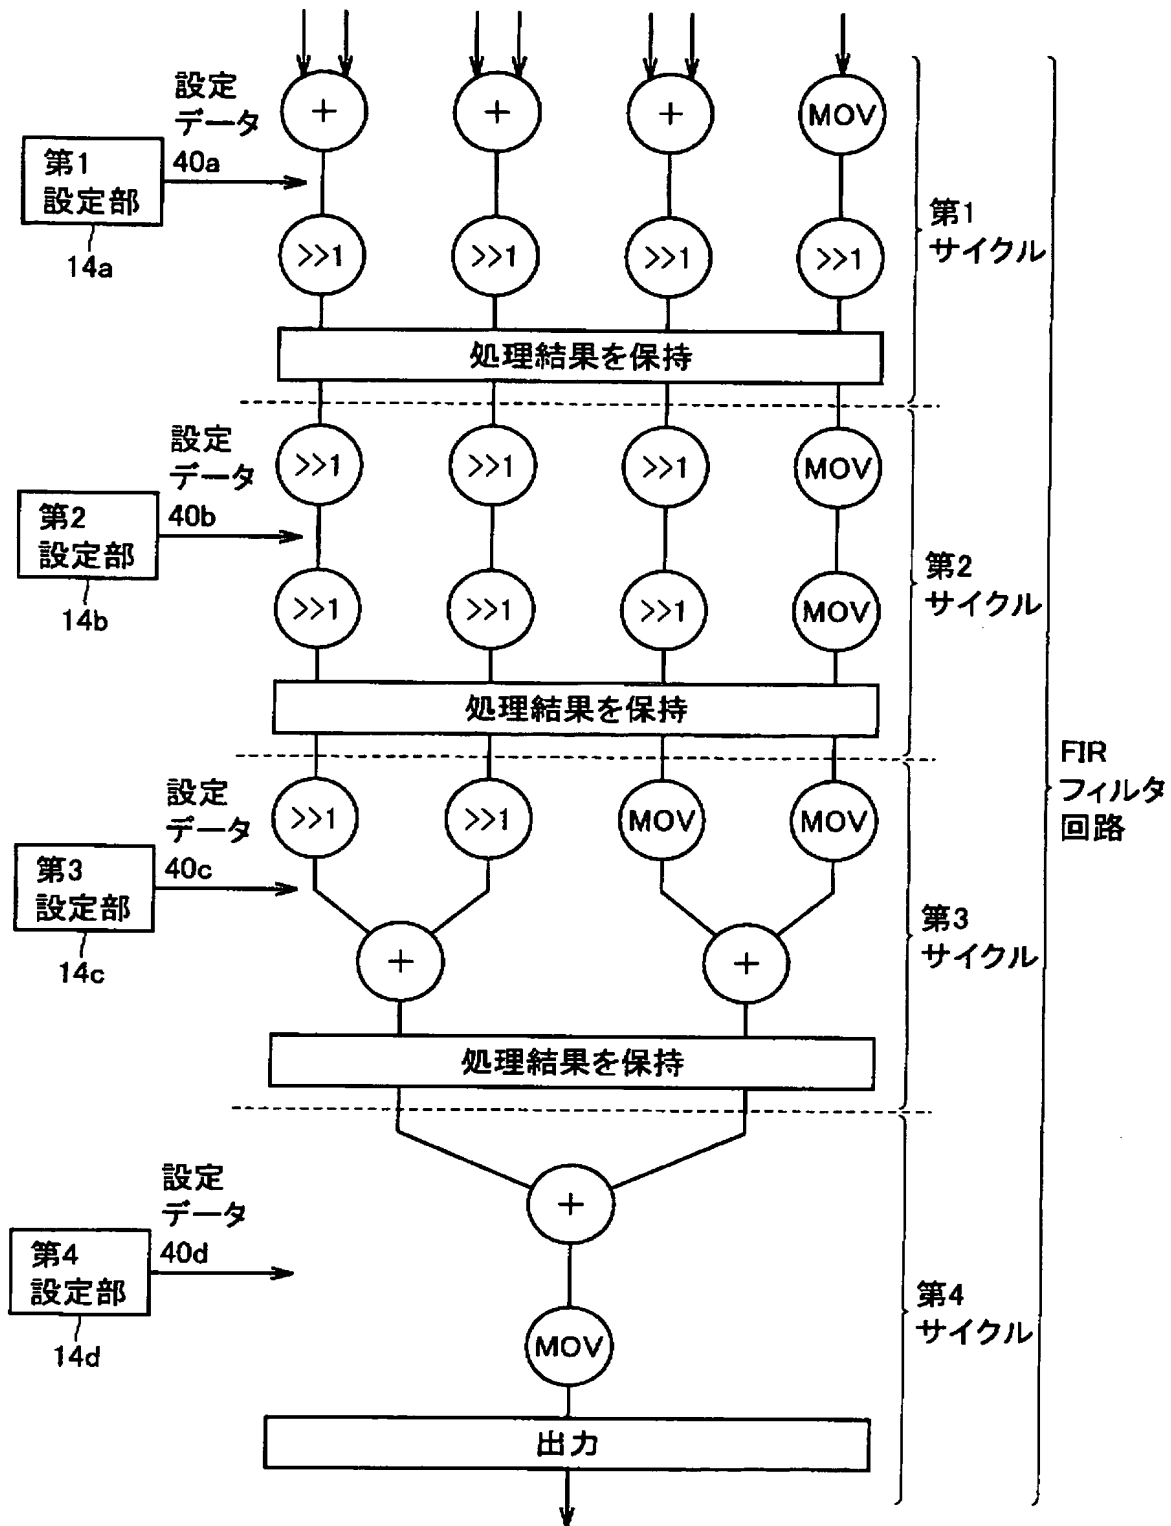 + + + MOV
設定
データ
40a
第1
設定部
14a
>>1 >>1 >>1 >>1
処理結果を保持
第1
サイクル
設定
データ
40b
第2
設定部
14b
>>1 >>1 >>1 MOV
>>1 >>1 >>1 MOV
処理結果を保持
第2
サイクル
設定
データ
40c
第3
設定部
14c
>>1 >>1 MOV MOV
+ +
処理結果を保持
第3
サイクル
設定
データ
40d
第4
設定部
14d
+
MOV
出力
第4
サイクル
FIR
フィルタ
回路